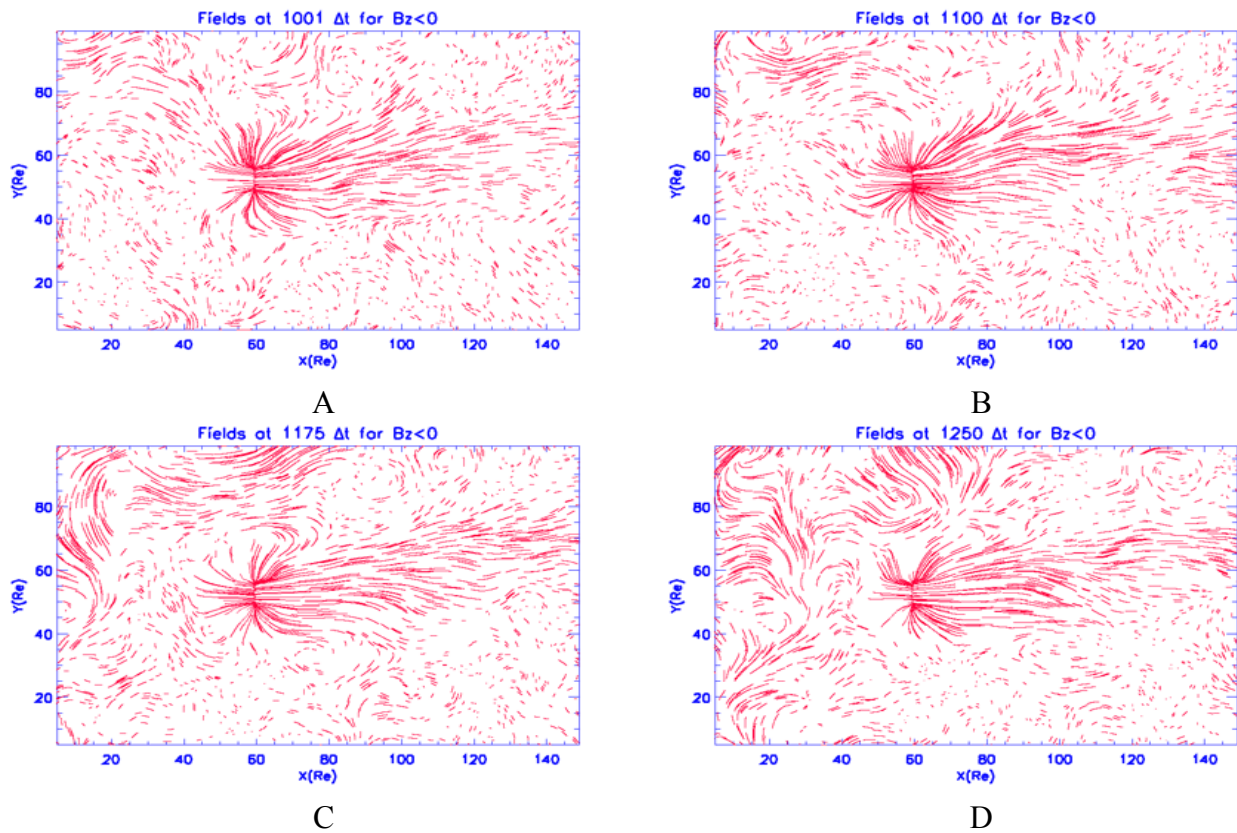 Fields at 1001 Δt for Bz<0
Y(Re)
80
60
40
20
20 40 60 80 100 120 140
X(Re)
A
Fields at 1100 Δt for Bz<0
Y(Re)
80
60
40
20
20 40 60 80 100 120 140
X(Re)
B
Fields at 1175 Δt for Bz<0
Y(Re)
80
60
40
20
20 40 60 80 100 120 140
X(Re)
C
Fields at 1250 Δt for Bz<0
Y(Re)
80
60
40
20
20 40 60 80 100 120 140
X(Re)
D